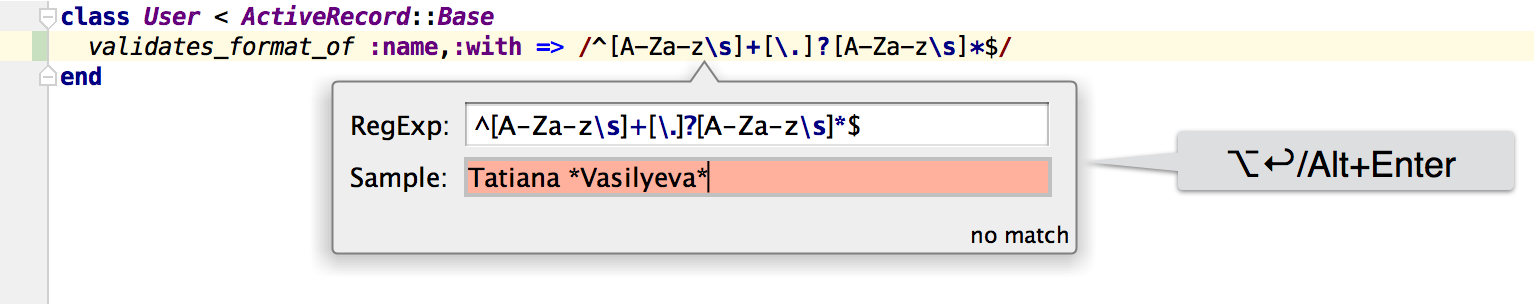 class User < ActiveRecord::Base
validates_format_of :name,:with => /^[A-Za-z\s]+[\.]?[A-Za-z\s]*$/
end
RegExp: ^[A-Za-z\s]+[\.]?[A-Za-z\s]*$
Sample: Tatiana *Vasilyeva*
no match
⌥↩/Alt+Enter